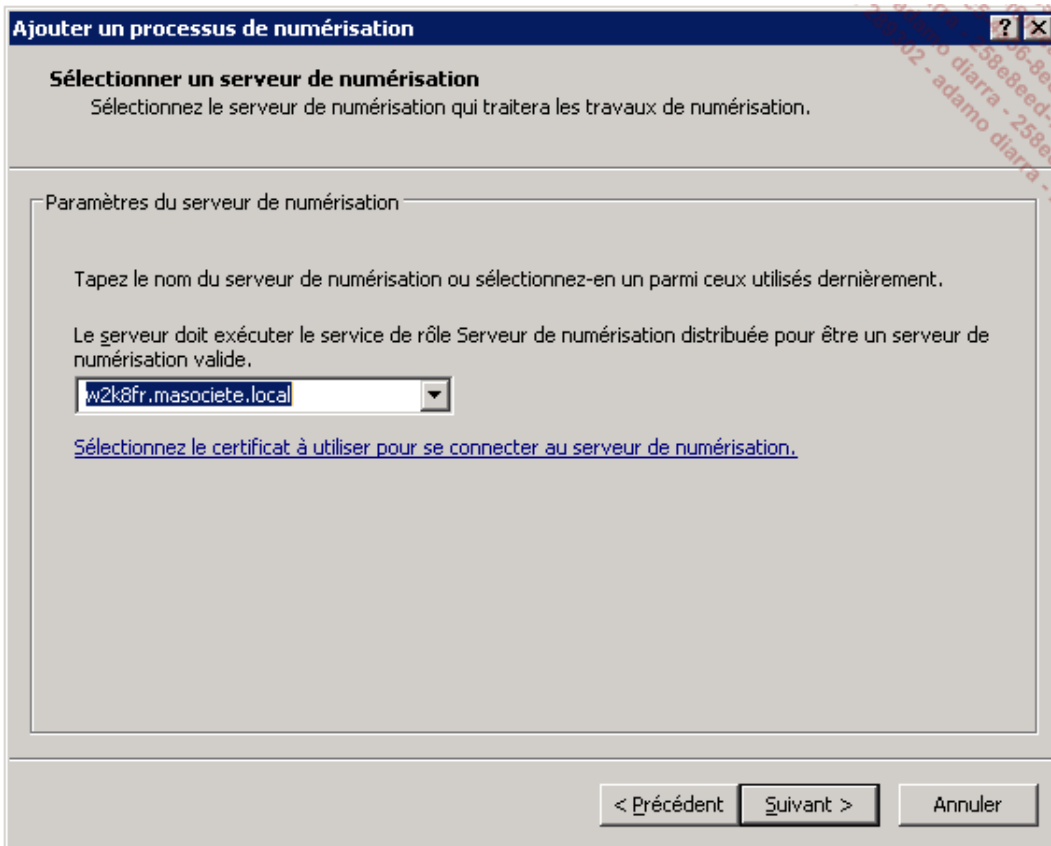 Ajouter un processus de numérisation
Sélectionner un serveur de numérisation
Sélectionnez le serveur de numérisation qui traitera les travaux de numérisation.
Paramètres du serveur de numérisation
Tapez le nom du serveur de numérisation ou sélectionnez-en un parmi ceux utilisés dernièrement.
Le serveur doit exécuter le service de rôle Serveur de numérisation distribuée pour être un serveur de
numérisation valide.
w2k8fr.masociete.local
Sélectionnez le certificat à utiliser pour se connecter au serveur de numérisation.
< Précédent
Suivant >
Annuler
adamo diarra